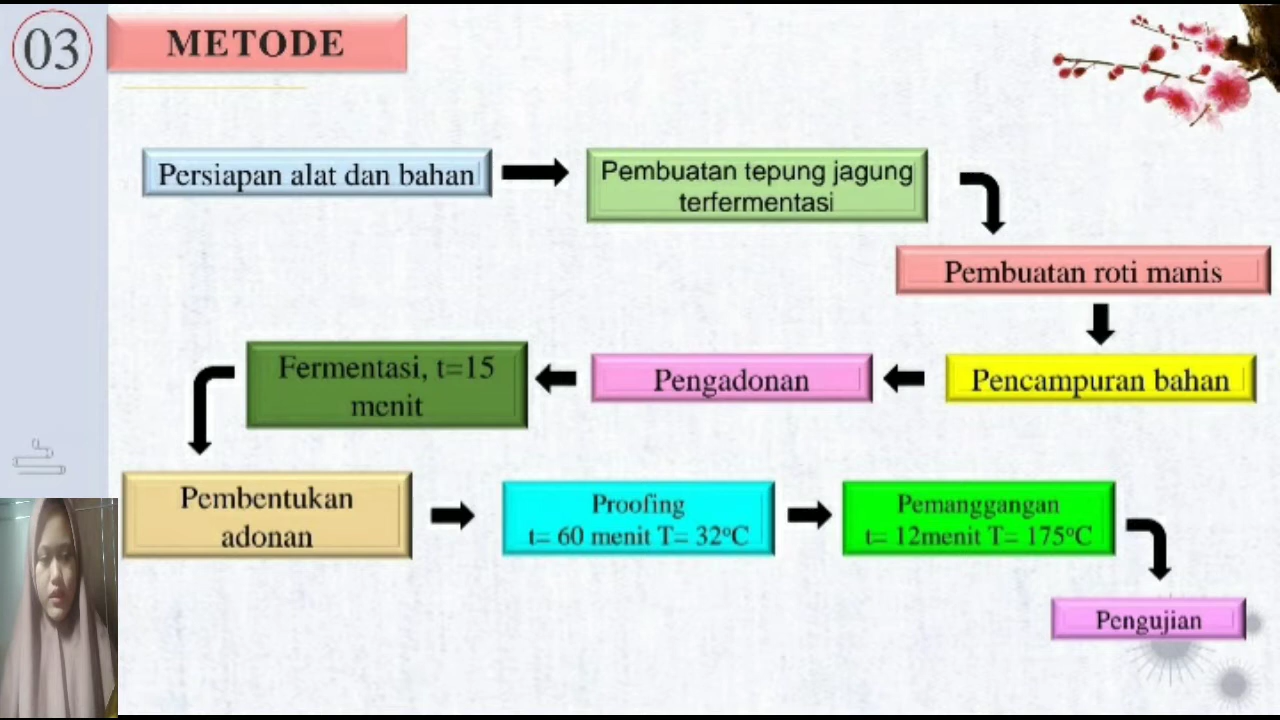 03
METODE
Persiapan alat dan bahan
Pembuatan tepung jagung
terfermentasi
Pembuatan roti manis
Pencampuran bahan
Pengadonan
Fermentasi, t=15
menit
Pembentukan
adonan
Proofing
t= 60 menit T= 32°C
Pemanggangan
t= 12menit T= 175°C
Pengujian